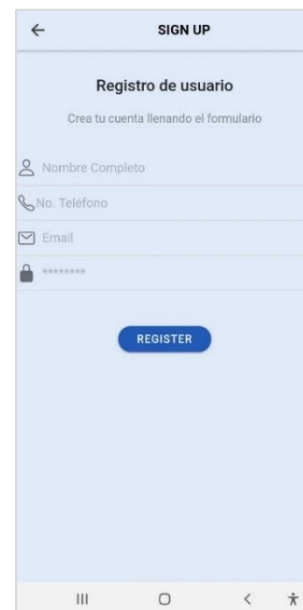 SIGN UP
Registro de usuario
Crea tu cuenta llenando el formulario
Nombre Completo
No. Teléfono
Email
********
REGISTER